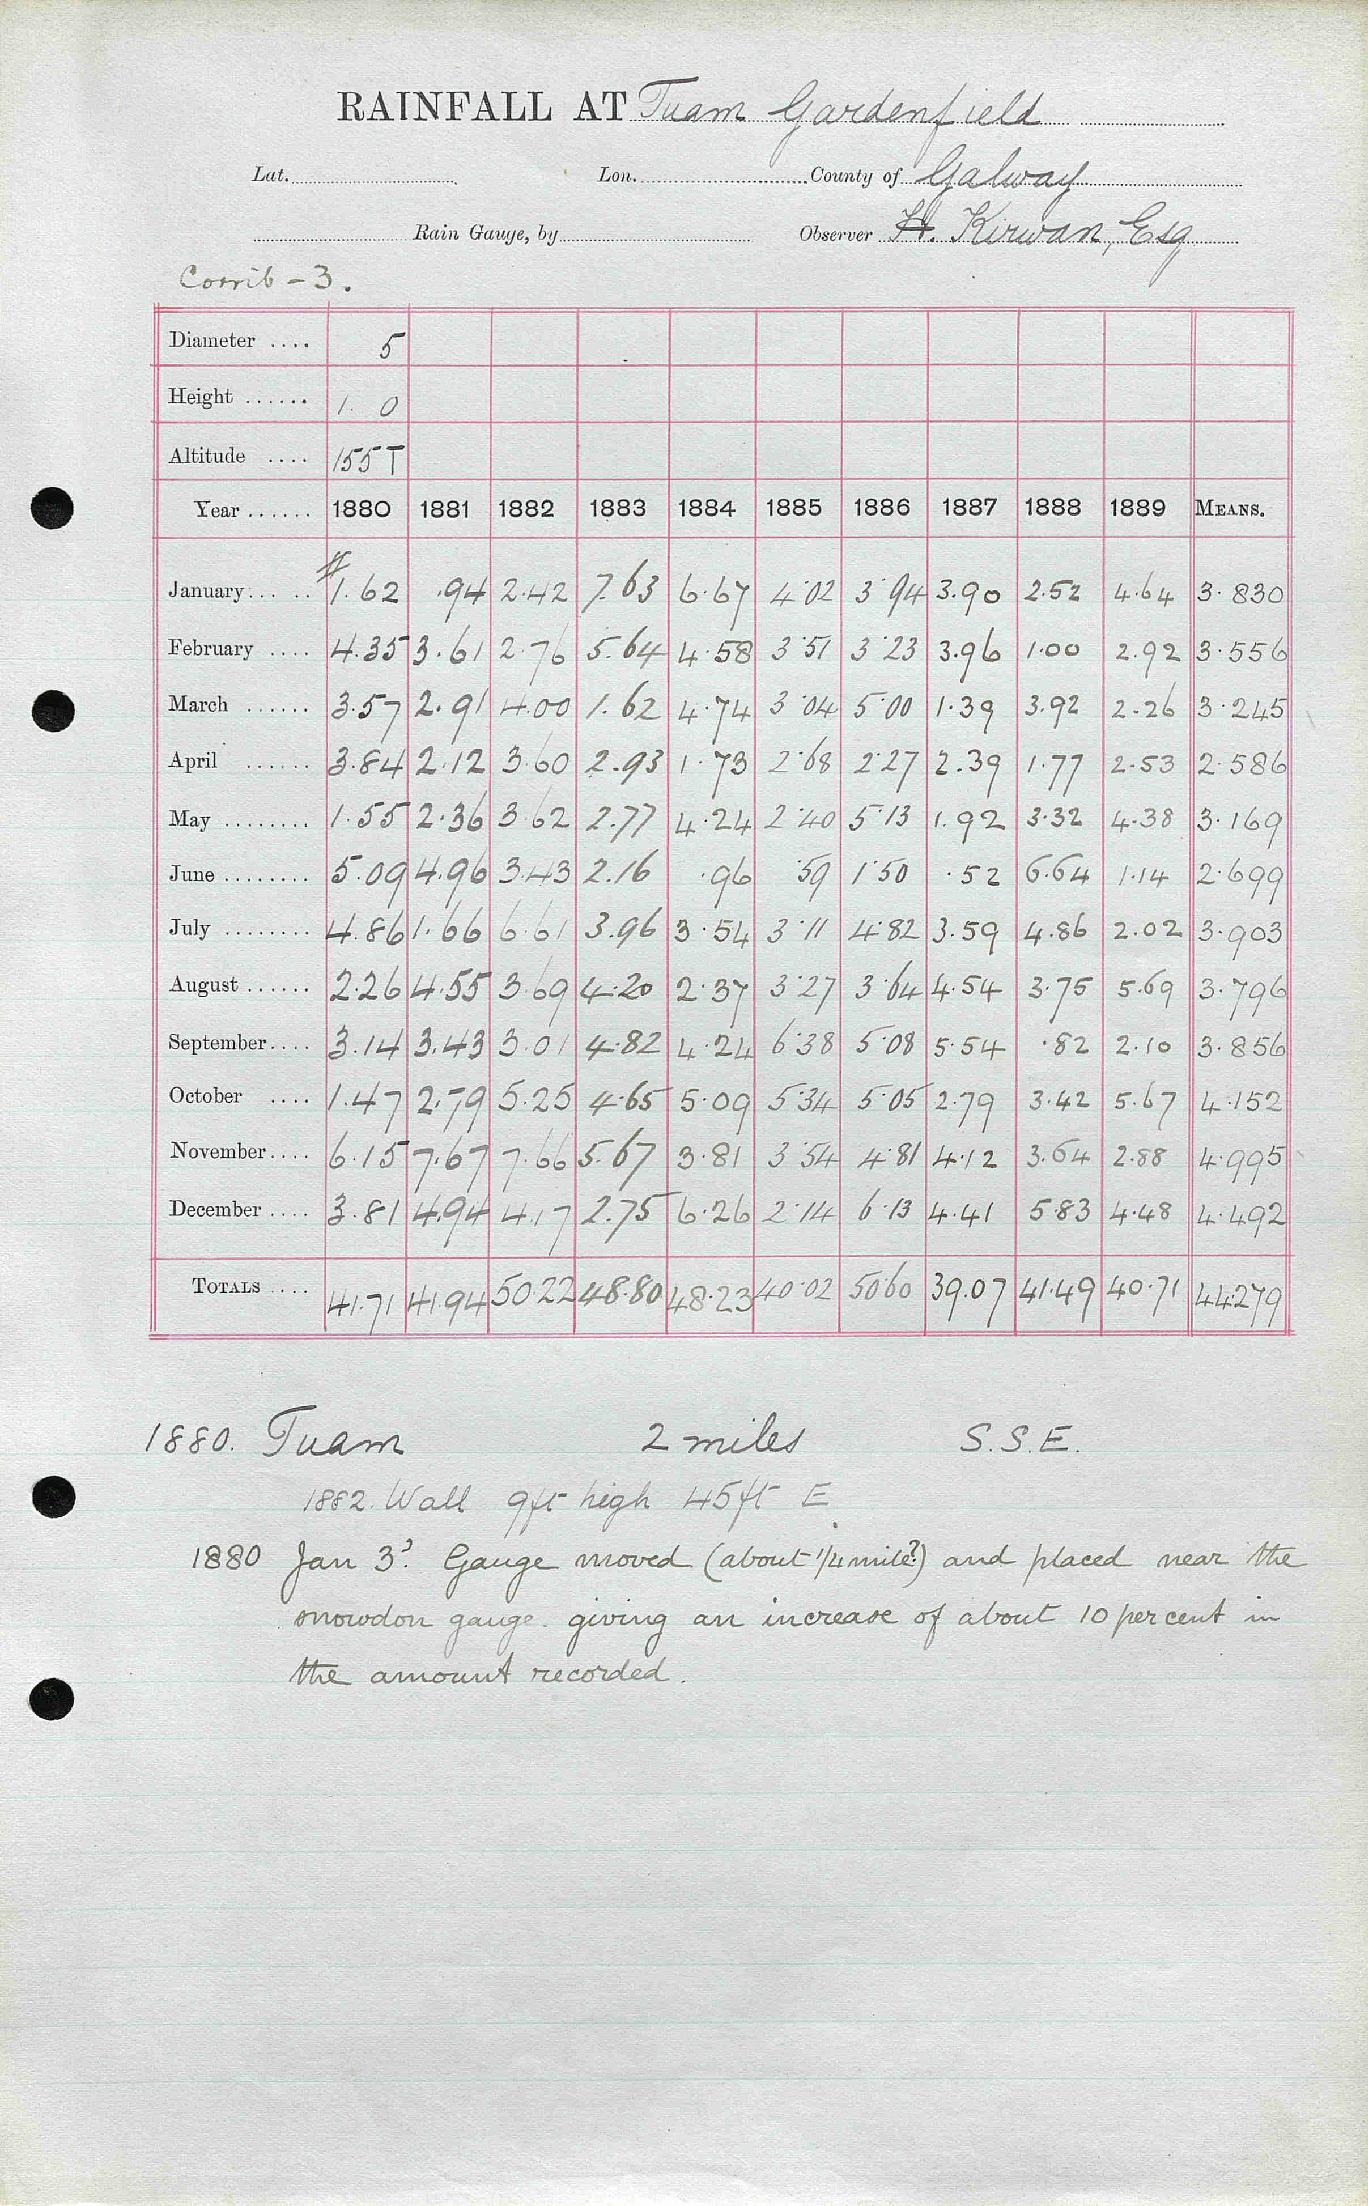 RAINFALL AT Tuam Gardenfield
Lat. Lon. County of Galway
Rain Gauge, by Observer H. Kirwan, Esq
Corrib - 3.
Diameter .... 5
Height ...... 1. 0
Altitude .... 155 T
Year ...... 1880 1881 1882 1883 1884 1885 1886 1887 1888 1889 MEANS.
January ..... #1.62 .94 2.42 7.63 6.67 4.02 3.94 3.90 2.52 4.64 3.830
February .... 4.35 3.61 2.76 5.64 4.58 3.51 3.23 3.96 1.00 2.92 3.556
March ...... 3.57 2.91 4.00 1.62 4.74 3.04 5.00 1.39 3.92 2.26 3.245
April ...... 3.84 2.12 3.60 2.93 1.73 2.68 2.27 2.39 1.77 2.53 2.586
May ........ 1.55 2.36 3.62 2.77 4.24 2.40 5.13 1.92 3.32 4.38 3.169
June ........ 5.09 4.96 3.43 2.16 .96 .59 1.50 .52 6.64 1.14 2.699
July ........ 4.86 1.66 6.61 3.96 3.54 3.11 4.82 3.59 4.86 2.02 3.903
August ...... 2.26 4.55 3.69 4.20 2.37 3.27 3.64 4.54 3.75 5.69 3.796
September.... 3.14 3.43 3.01 4.82 4.24 6.38 5.08 5.54 .82 2.10 3.856
October .... 1.47 2.79 5.25 4.65 5.09 5.34 5.05 2.79 3.42 5.67 4.152
November.... 6.15 7.67 7.66 5.67 3.81 3.54 4.81 4.12 3.64 2.88 4.995
December .... 3.81 4.94 4.17 2.75 6.26 2.14 6.13 4.41 5.83 4.48 4.492
TOTALS .... 41.71 41.94 50.22 48.80 48.23 40.02 50.60 39.07 41.49 40.71 44.279
1880. Tuam 2 miles S.S.E.
1882. Wall 9ft high 45ft E
1880 Jan 3? Gauge moved (about 1/4 mile?) and placed near the
snowdon gauge. giving an increase of about 10 per cent in
the amount recorded.